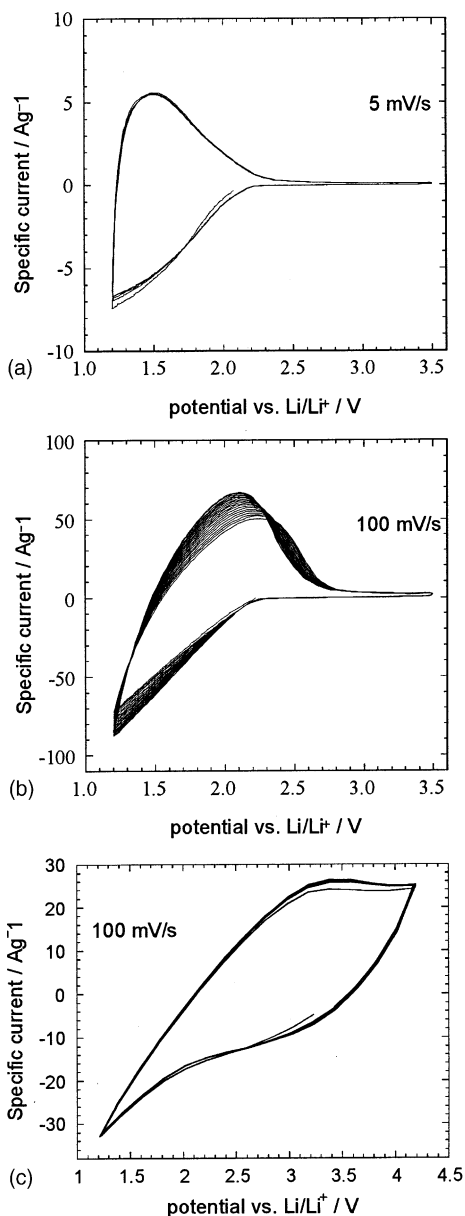 10
5
5 mV/s
0
-5
-10
Specific current / Ag⁻¹
1.0 1.5 2.0 2.5 3.0 3.5
(a)
potential vs. Li/Li⁺ / V
100
50
100 mV/s
0
-50
-100
Specific current / Ag⁻¹
1.0 1.5 2.0 2.5 3.0 3.5
(b)
potential vs. Li/Li⁺ / V
30
20
100 mV/s
10
0
-10
-20
-30
Specific current / Ag⁻¹
1 1.5 2 2.5 3 3.5 4 4.5
(c)
potential vs. Li/Li⁺ / V